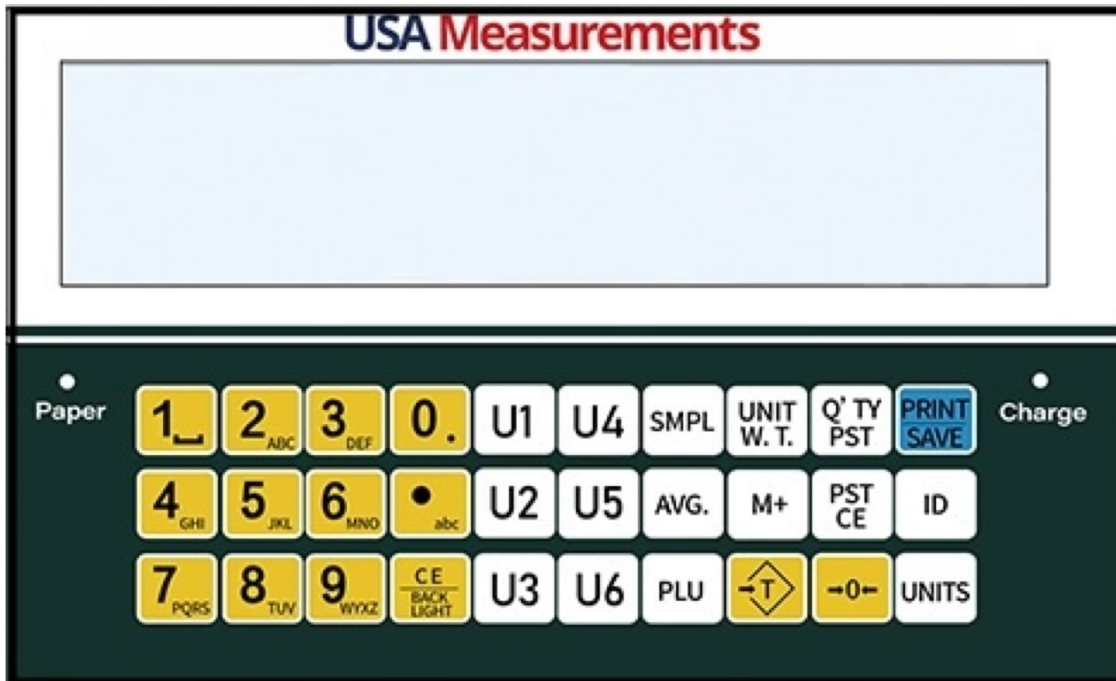 USA Measurements
Paper
Charge
1 2 ABC 3 DEF 0 . U1 U4 SMPL UNIT W. T. Q' TY PST PRINT SAVE
4 GHI 5 JKL 6 MNO • abc U2 U5 AVG. M+ PST CE ID
7 PQRS 8 TUV 9 WYXZ CE BACK LIGHT U3 U6 PLU →T →0← UNITS